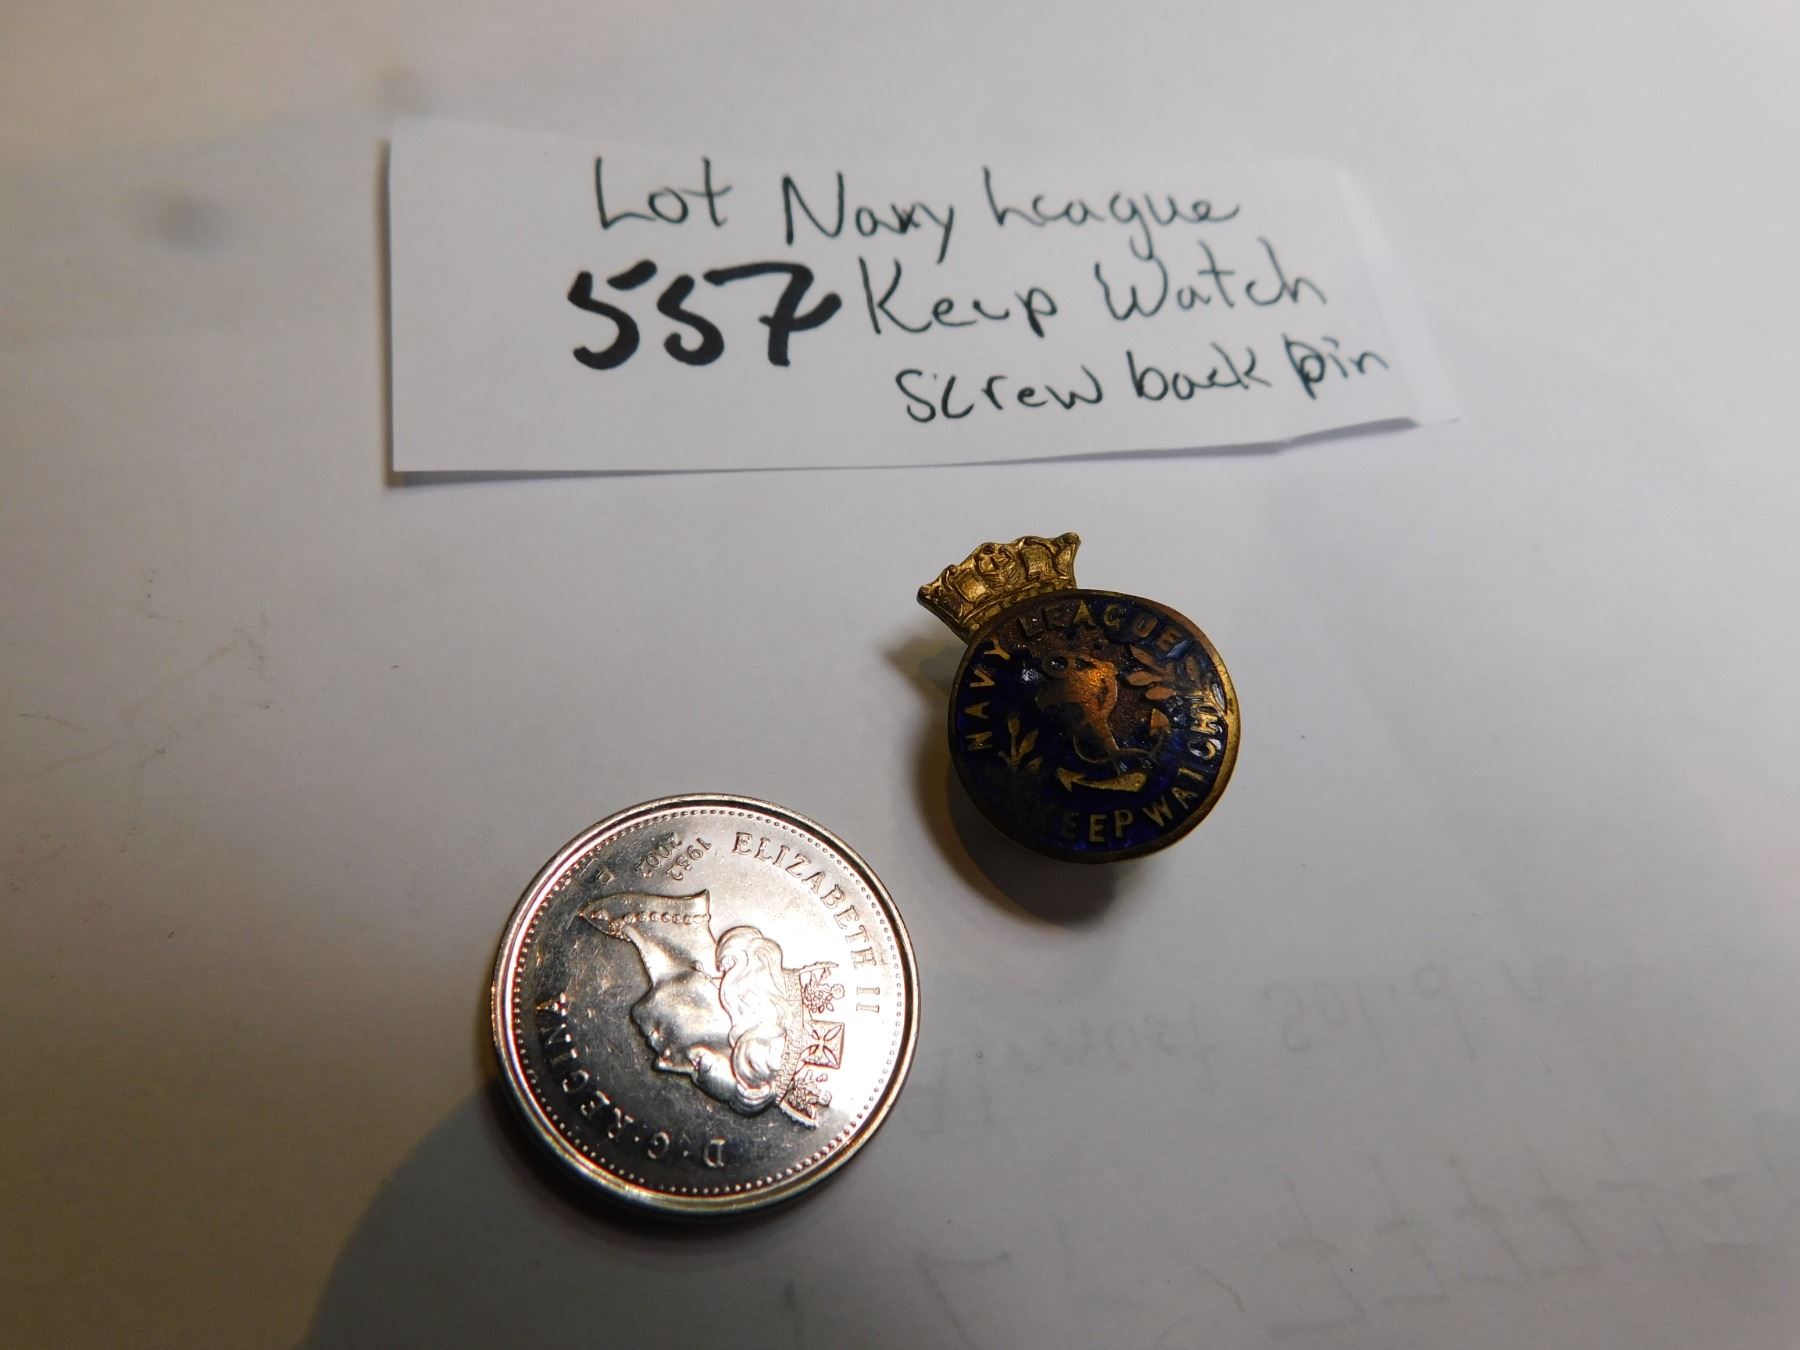 Lot Navy League
557 Keep Watch
Screw back pin
NAVY LEAGUE
KEEP WATCH
ELIZABETH II
1952
2002
P
D·G·REGINA